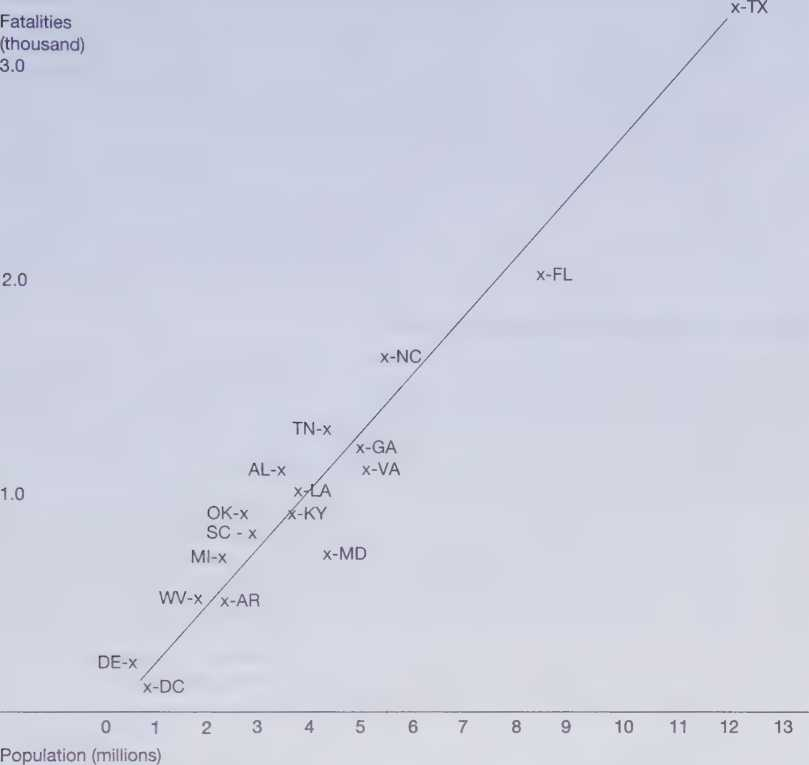 x-TX
Fatalities
(thousand)
3.0
x-FL
2.0
x-NC
TN-x
x-GA
AL-x
x-VA
x-LA
1.0
OK-x
x-KY
SC - x
MI-x
x-MD
WV-x
x-AR
DE-x
x-DC
0 1 2 3 4 5 6 7 8 9 10 11 12 13
Population (millions)